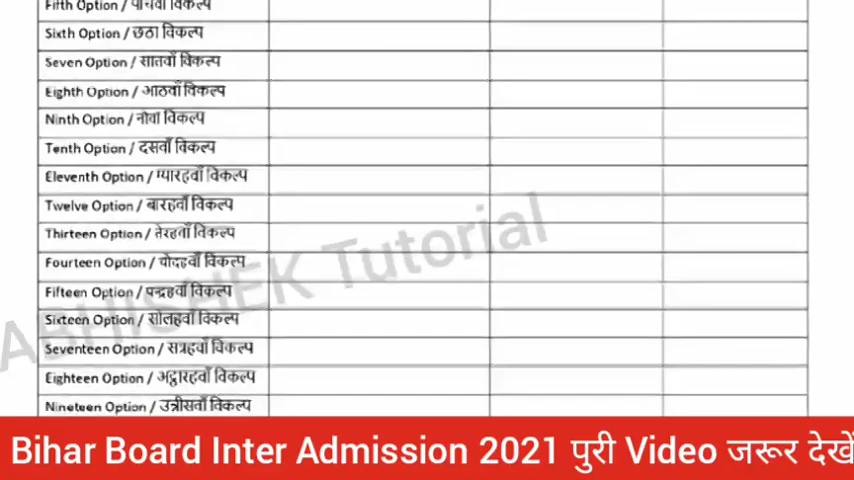 Fifth Option / पांचवाँ विकल्प
Sixth Option / छठा विकल्प
Seven Option / सातवाँ विकल्प
Eighth Option / आठवाँ विकल्प
Ninth Option / नोवाँ विकल्प
Tenth Option / दसवाँ विकल्प
Eleventh Option / ग्यारहवाँ विकल्प
Twelve Option / बारहवाँ विकल्प
Thirteen Option / तेरहवाँ विकल्प
Fourteen Option / चोदहवाँ विकल्प
Fifteen Option / पन्द्रहवाँ विकल्प
Sixteen Option / सोलहवाँ विकल्प
Seventeen Option / सत्रहवाँ विकल्प
Eighteen Option / अट्ठारहवाँ विकल्प
Nineteen Option / उन्नीसवाँ विकल्प
ABHISHEK Tutorial
Bihar Board Inter Admission 2021 पुरी Video जरूर देखें